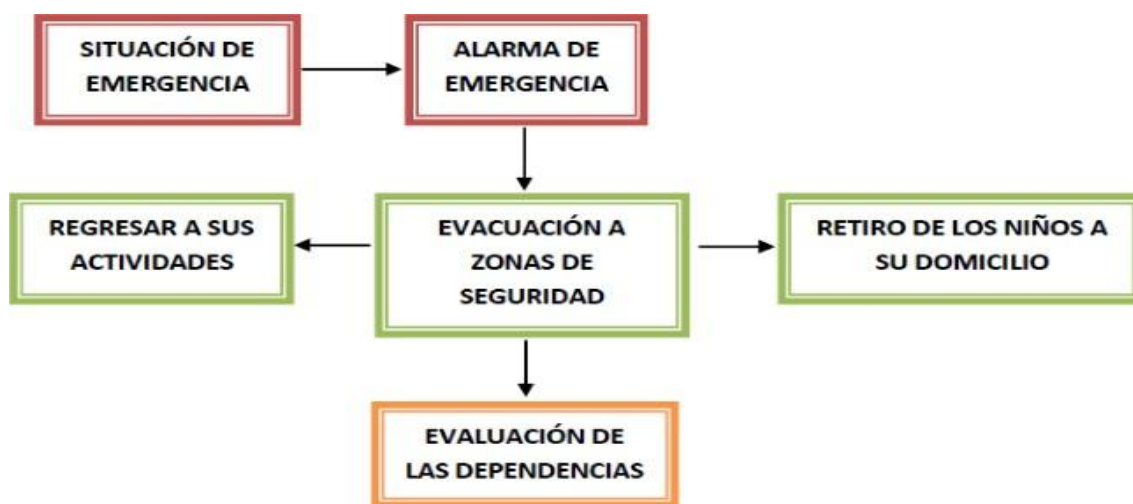 SITUACIÓN DE
EMERGENCIA
ALARMA DE
EMERGENCIA
REGRESAR A SUS
ACTIVIDADES
EVACUACIÓN A
ZONAS DE
SEGURIDAD
RETIRO DE LOS NIÑOS A
SU DOMICILIO
EVALUACIÓN DE
LAS DEPENDENCIAS